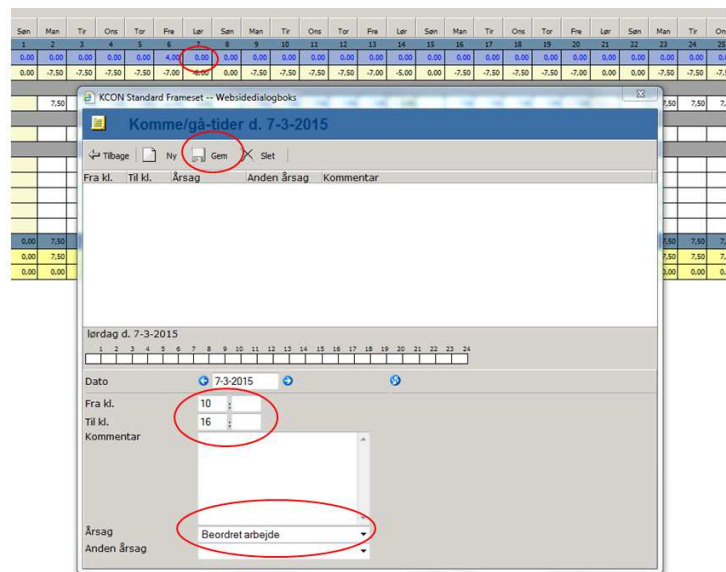 Søn Man Tir Ons Tor Fre Lør Søn Man Tir Ons Tor Fre Lør Søn Man Tir Ons Tor Fre Lør Søn Man Tir Ons
1 2 3 4 5 6 7 8 9 10 11 12 13 14 15 16 17 18 19 20 21 22 23 24 25
0,00 0,00 0,00 0,00 0,00 4,00 0,00 0,00 0,00 0,00 0,00 0,00 0,00 0,00 0,00 0,00 0,00 0,00 0,00 0,00 0,00 0,00 0,00 0,00
0,00 -7,50 -7,50 -7,50 -7,50 -7,00 0,00 -7,50 -7,50 -7,50 -7,50 -7,00 -5,00 0,00 -7,50 -7,50 -7,50 -7,50 -7,00 0,00 0,00 -7,50 -7,50
KCON Standard Frameset -- Websidedialogboks
7,50 7,50 7,50
Komme/gå-tider d. 7-3-2015
Tilbage Ny Gem Slet
Fra kl. Til kl. Årsag Anden årsag Kommentar
0,00 7,50 7,50 7,50
0,00 7,50 7,50 7,50
0,00 0,00 0,00 0,00
lørdag d. 7-3-2015
1 2 3 4 5 6 7 8 9 10 11 12 13 14 15 16 17 18 19 20 21 22 23 24
Dato 7-3-2015
Fra kl. 10 :
Til kl. 16 :
Kommentar
Årsag Beordret arbejde
Anden årsag